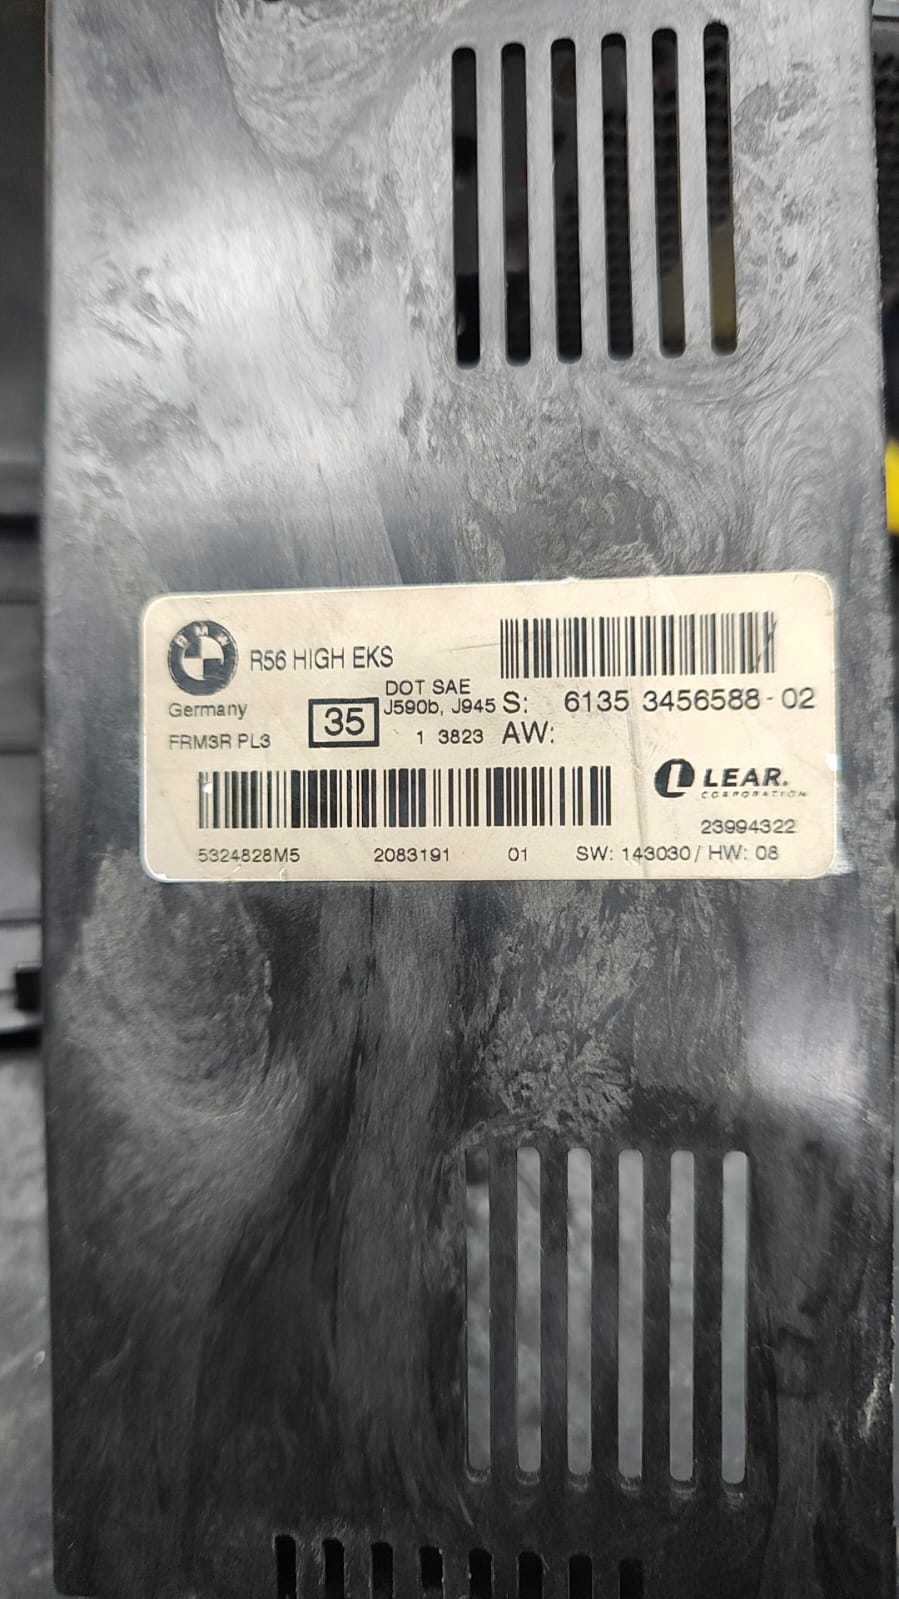 BMW
R56 HIGH EKS
Germany
FRM3R PL3
35
DOT SAE
J590b, J945
1 3823
S: 6135 3456588-02
AW:
LEAR.
CORPORATION
23994322
5324828M5 2083191 01 SW: 143030/ HW: 08